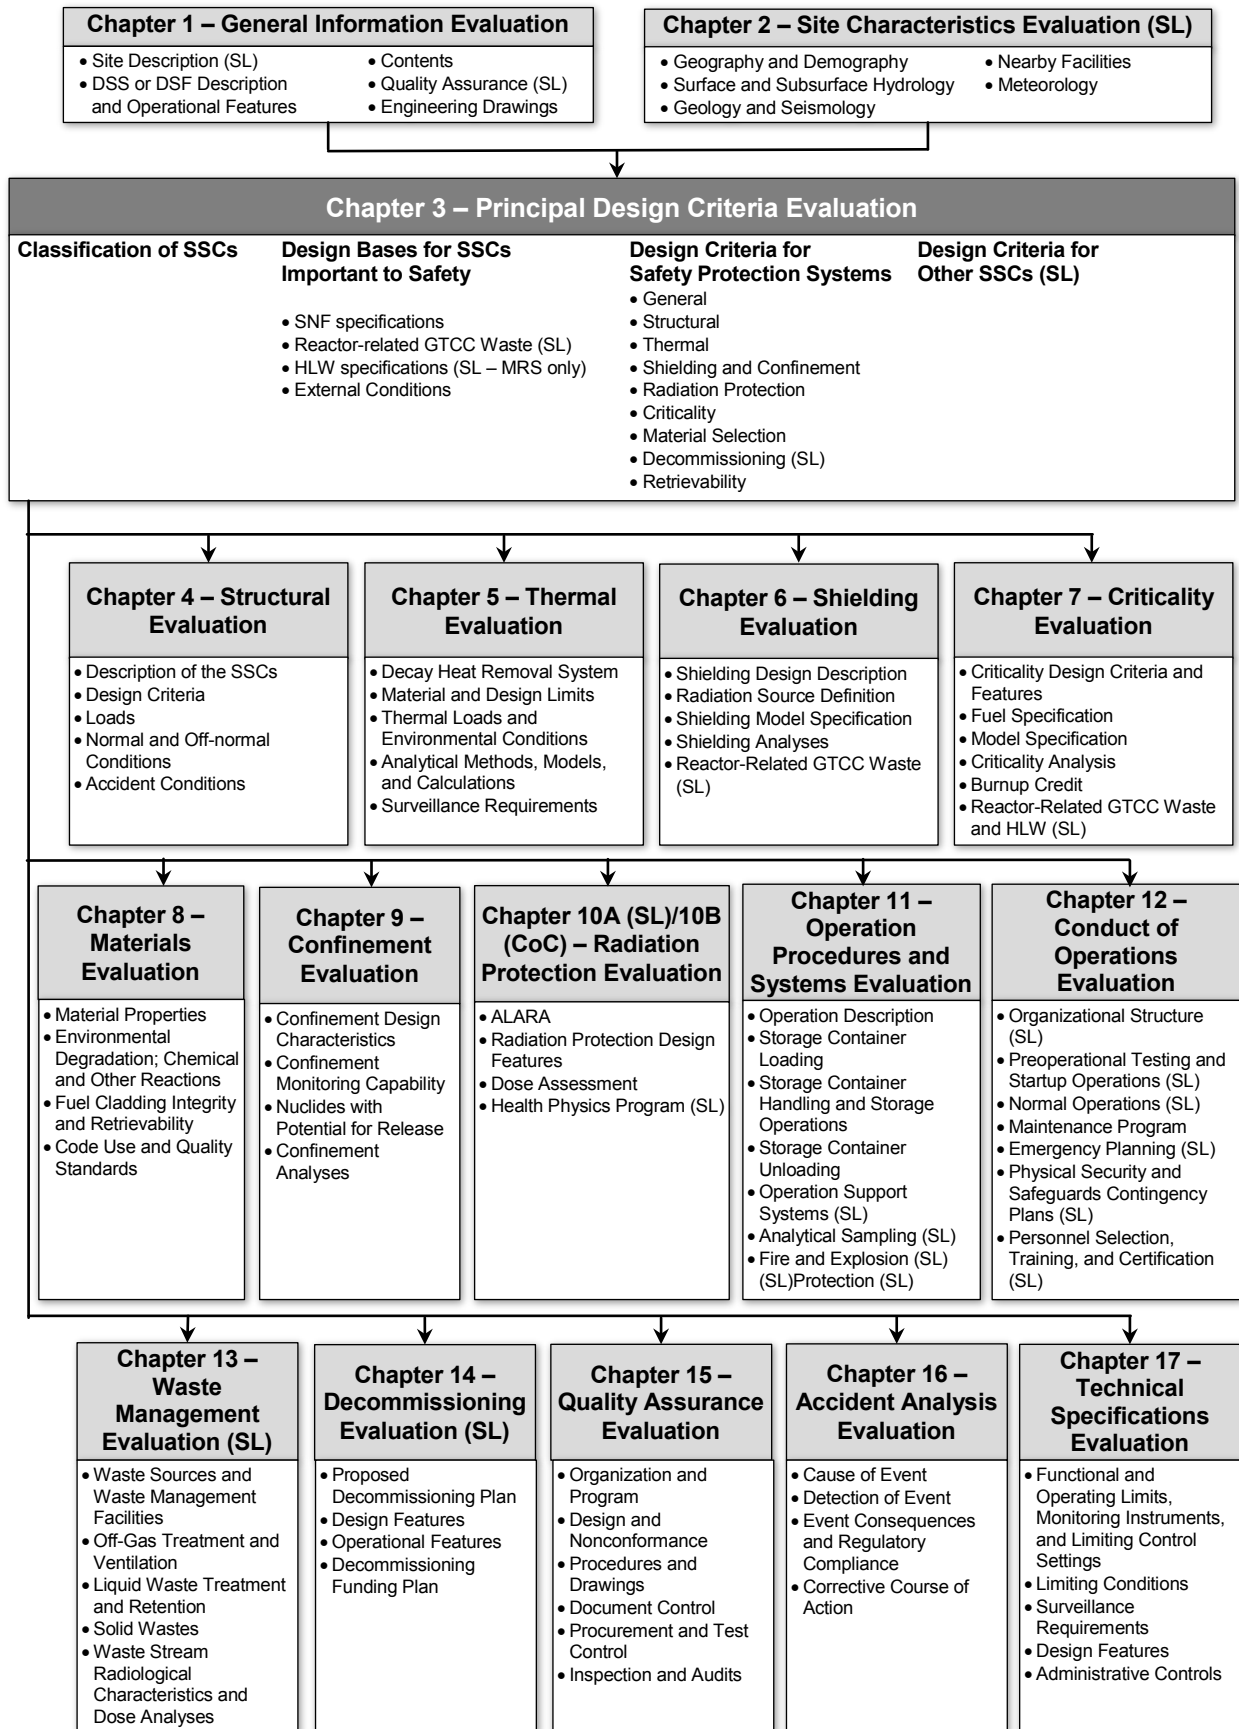 Chapter 1 – General Information Evaluation
• Site Description (SL)
• DSS or DSF Description
and Operational Features
• Contents
• Quality Assurance (SL)
• Engineering Drawings
Chapter 2 – Site Characteristics Evaluation (SL)
• Geography and Demography
• Surface and Subsurface Hydrology
• Geology and Seismology
• Nearby Facilities
• Meteorology
Chapter 3 – Principal Design Criteria Evaluation
Classification of SSCs
Design Bases for SSCs
Important to Safety
• SNF specifications
• Reactor-related GTCC Waste (SL)
• HLW specifications (SL – MRS only)
• External Conditions
Design Criteria for
Safety Protection Systems
• General
• Structural
• Thermal
• Shielding and Confinement
• Radiation Protection
• Criticality
• Material Selection
• Decommissioning (SL)
• Retrievability
Design Criteria for
Other SSCs (SL)
Chapter 4 – Structural
Evaluation
• Description of the SSCs
• Design Criteria
• Loads
• Normal and Off-normal
Conditions
• Accident Conditions
Chapter 5 – Thermal
Evaluation
• Decay Heat Removal System
• Material and Design Limits
• Thermal Loads and
Environmental Conditions
• Analytical Methods, Models,
and Calculations
• Surveillance Requirements
Chapter 6 – Shielding
Evaluation
• Shielding Design Description
• Radiation Source Definition
• Shielding Model Specification
• Shielding Analyses
• Reactor-Related GTCC Waste
(SL)
Chapter 7 – Criticality
Evaluation
• Criticality Design Criteria and
Features
• Fuel Specification
• Model Specification
• Criticality Analysis
• Burnup Credit
• Reactor-Related GTCC Waste
and HLW (SL)
Chapter 8 –
Materials
Evaluation
• Material Properties
• Environmental
Degradation; Chemical
and Other Reactions
• Fuel Cladding Integrity
and Retrievability
• Code Use and Quality
Standards
Chapter 9 –
Confinement
Evaluation
• Confinement Design
Characteristics
• Confinement
Monitoring Capability
• Nuclides with
Potential for Release
• Confinement
Analyses
Chapter 10A (SL)/10B
(CoC) – Radiation
Protection Evaluation
• ALARA
• Radiation Protection Design
Features
• Dose Assessment
• Health Physics Program (SL)
Chapter 11 –
Operation
Procedures and
Systems Evaluation
• Operation Description
• Storage Container
Loading
• Storage Container
Handling and Storage
Operations
• Storage Container
Unloading
• Operation Support
Systems (SL)
• Analytical Sampling (SL)
• Fire and Explosion (SL)
(SL)Protection (SL)
Chapter 12 –
Conduct of
Operations
Evaluation
• Organizational Structure
(SL)
• Preoperational Testing and
Startup Operations (SL)
• Normal Operations (SL)
• Maintenance Program
• Emergency Planning (SL)
• Physical Security and
Safeguards Contingency
Plans (SL)
• Personnel Selection,
Training, and Certification
(SL)
Chapter 13 –
Waste
Management
Evaluation (SL)
• Waste Sources and
Waste Management
Facilities
• Off-Gas Treatment and
Ventilation
• Liquid Waste Treatment
and Retention
• Solid Wastes
• Waste Stream
Radiological
Characteristics and
Dose Analyses
Chapter 14 –
Decommissioning
Evaluation (SL)
• Proposed
Decommissioning Plan
• Design Features
• Operational Features
• Decommissioning
Funding Plan
Chapter 15 –
Quality Assurance
Evaluation
• Organization and
Program
• Design and
Nonconformance
• Procedures and
Drawings
• Document Control
• Procurement and Test
Control
• Inspection and Audits
Chapter 16 –
Accident Analysis
Evaluation
• Cause of Event
• Detection of Event
• Event Consequences
and Regulatory
Compliance
• Corrective Course of
Action
Chapter 17 –
Technical
Specifications
Evaluation
• Functional and
Operating Limits,
Monitoring Instruments,
and Limiting Control
Settings
• Limiting Conditions
• Surveillance
Requirements
• Design Features
• Administrative Controls